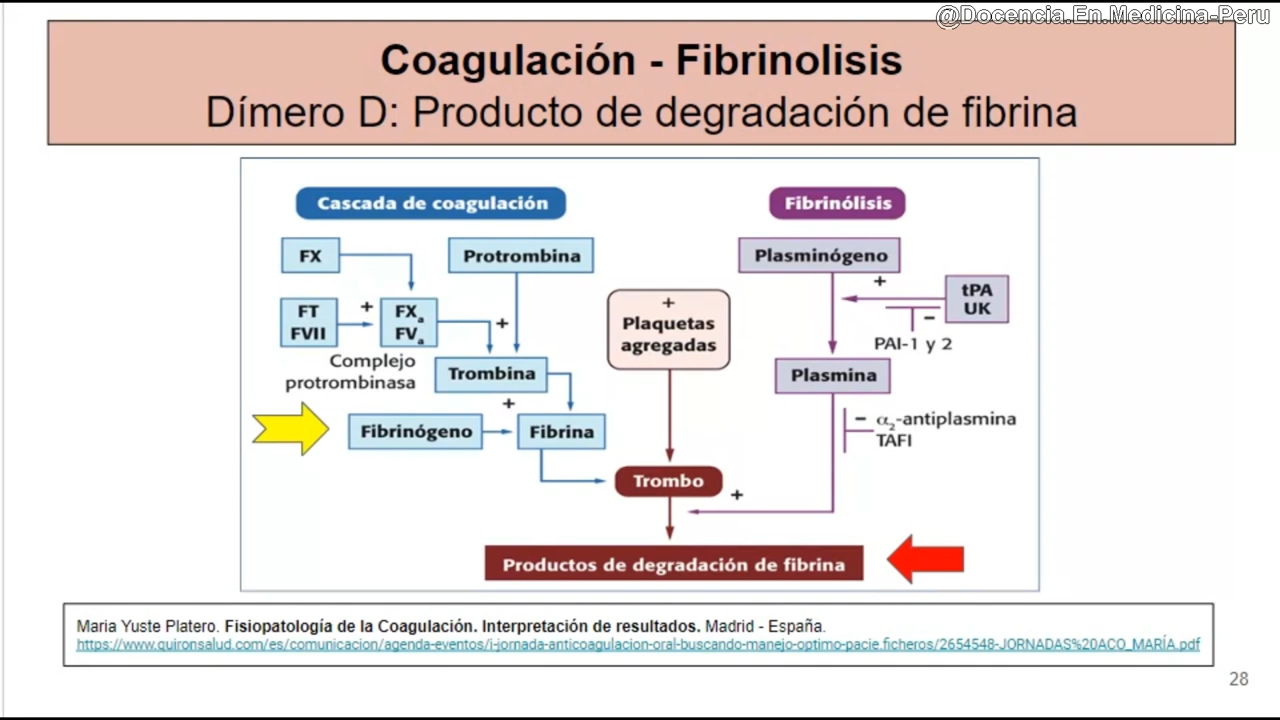 @Docencia.En.Medicina-Peru
Coagulación - Fibrinolisis
Dímero D: Producto de degradación de fibrina
Cascada de coagulación
Fibrinólisis
FX
Protrombina
Plasminógeno
+
tPA
UK
−
PAI-1 y 2
FT
FVII
+
FXa
FVa
+
Complejo
protrombinasa
+
Plaquetas
agregadas
Trombina
Plasmina
+
Fibrinógeno
Fibrina
− α2-antiplasmina
TAFI
Trombo
+
Productos de degradación de fibrina
Maria Yuste Platero. Fisiopatología de la Coagulación. Interpretación de resultados. Madrid - España.
https://www.quironsalud.com/es/comunicacion/agenda-eventos/i-jornada-anticoagulacion-oral-buscando-manejo-optimo-pacie.ficheros/2654548-JORNADAS%20ACO_MARÍA.pdf
28